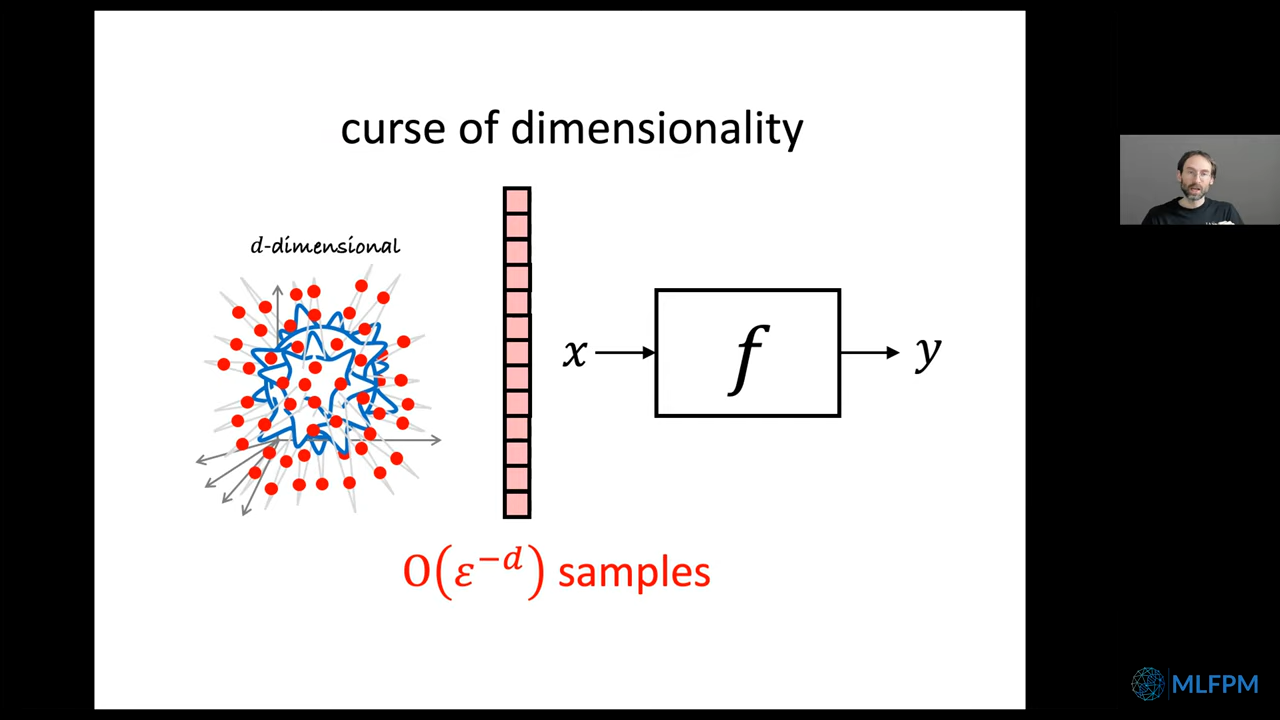 curse of dimensionality
d-dimensional
x
f
y
O(ε⁻ᵈ) samples
MLFPM